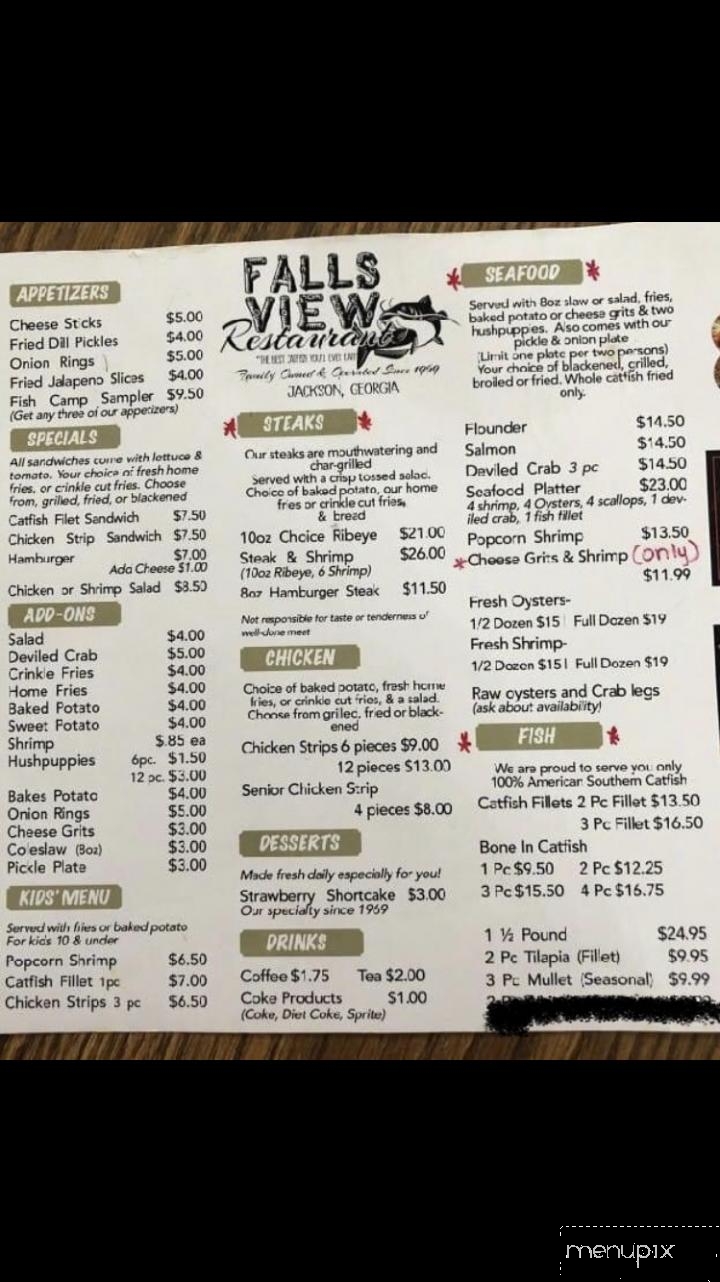 APPETIZERS
Cheese Sticks $5.00
Fried Dill Pickles $4.00
Onion Rings $5.00
Fried Jalapeno Slices $4.00
Fish Camp Sampler $9.50
(Get any three of our appetizers)
SPECIALS
All sandwiches come with lettuce &
tomato. Your choice of fresh home
fries, or crinkle cut fries. Choose
from, grilled, fried, or blackened
Catfish Filet Sandwich $7.50
Chicken Strip Sandwich $7.50
Hamburger $7.00
Add Cheese $1.00
Chicken or Shrimp Salad $8.50
ADD-ONS
Salad $4.00
Deviled Crab $5.00
Crinkle Fries $4.00
Home Fries $4.00
Baked Potato $4.00
Sweet Potato $4.00
Shrimp $.85 ea
Hushpuppies 6pc. $1.50
12 pc. $3.00
Bakes Potato $4.00
Onion Rings $5.00
Cheese Grits $3.00
Coleslaw (8oz) $3.00
Pickle Plate $3.00
KIDS' MENU
Served with fries or baked potato
For kids 10 & under
Popcorn Shrimp $6.50
Catfish Fillet 1pc $7.00
Chicken Strips 3 pc $6.50
FALLS
VIEW
Restaurant
"THE BEST CATFISH YOU'LL EVER EAT"
Family Owned & Operated Since 1969
JACKSON, GEORGIA
STEAKS
Our steaks are mouthwatering and
char-grilled
Served with a crisp tossed salad.
Choice of baked potato, our home
fries or crinkle cut fries,
& bread
10oz Choice Ribeye $21.00
Steak & Shrimp $26.00
(10oz Ribeye, 6 Shrimp)
8oz Hamburger Steak $11.50
Not responsible for taste or tenderness of
well-done meet
CHICKEN
Choice of baked potato, fresh home
fries, or crinkle cut fries, & a salad.
Choose from grilled, fried or black-
ened
Chicken Strips 6 pieces $9.00
12 pieces $13.00
Senior Chicken Strip
4 pieces $8.00
DESSERTS
Made fresh daily especially for you!
Strawberry Shortcake $3.00
Our specialty since 1969
DRINKS
Coffee $1.75 Tea $2.00
Coke Products $1.00
(Coke, Diet Coke, Sprite)
SEAFOOD
Served with 8oz slaw or salad, fries,
baked potato or cheese grits & two
hushpuppies. Also comes with our
pickle & onion plate
(Limit one plate per two persons)
Your choice of blackened, grilled,
broiled or fried. Whole catfish fried
only.
Flounder $14.50
Salmon $14.50
Deviled Crab 3 pc $14.50
Seafood Platter $23.00
4 shrimp, 4 Oysters, 4 scallops, 1 dev-
iled crab, 1 fish fillet
Popcorn Shrimp $13.50
*Cheese Grits & Shrimp (only)
$11.99
Fresh Oysters-
1/2 Dozen $15 | Full Dozen $19
Fresh Shrimp-
1/2 Dozen $15 | Full Dozen $19
Raw oysters and Crab legs
(ask about availability!)
FISH
We are proud to serve you only
100% American Southern Catfish
Catfish Fillets 2 Pc Fillet $13.50
3 Pc Fillet $16.50
Bone In Catfish
1 Pc $9.50 2 Pc $12.25
3 Pc $15.50 4 Pc $16.75
1 ½ Pound $24.95
2 Pc Tilapia (Fillet) $9.95
3 Pc Mullet (Seasonal) $9.99
menupix